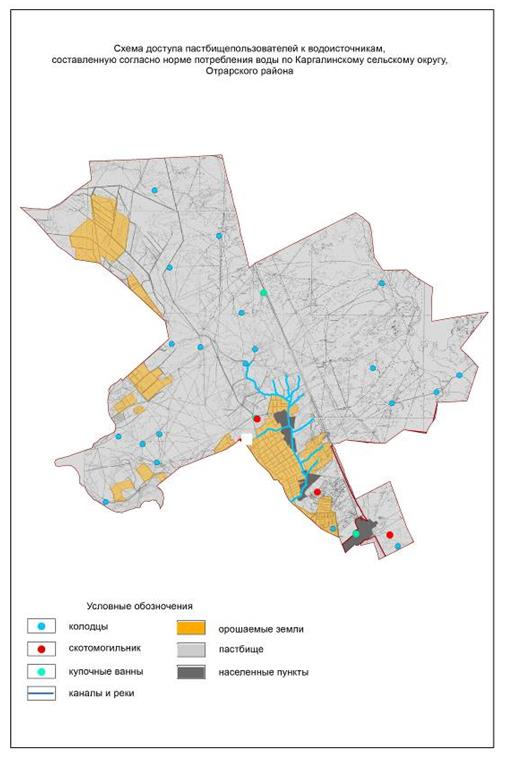 Схема доступа пастбищепользователей к водоисточникам,
составленную согласно норме потребления воды по Каргалинскому сельскому округу,
Отрарского района
Условные обозначения
колодцы
скотомогильник
купочные ванны
каналы и реки
орошаемые земли
пастбище
населенные пункты